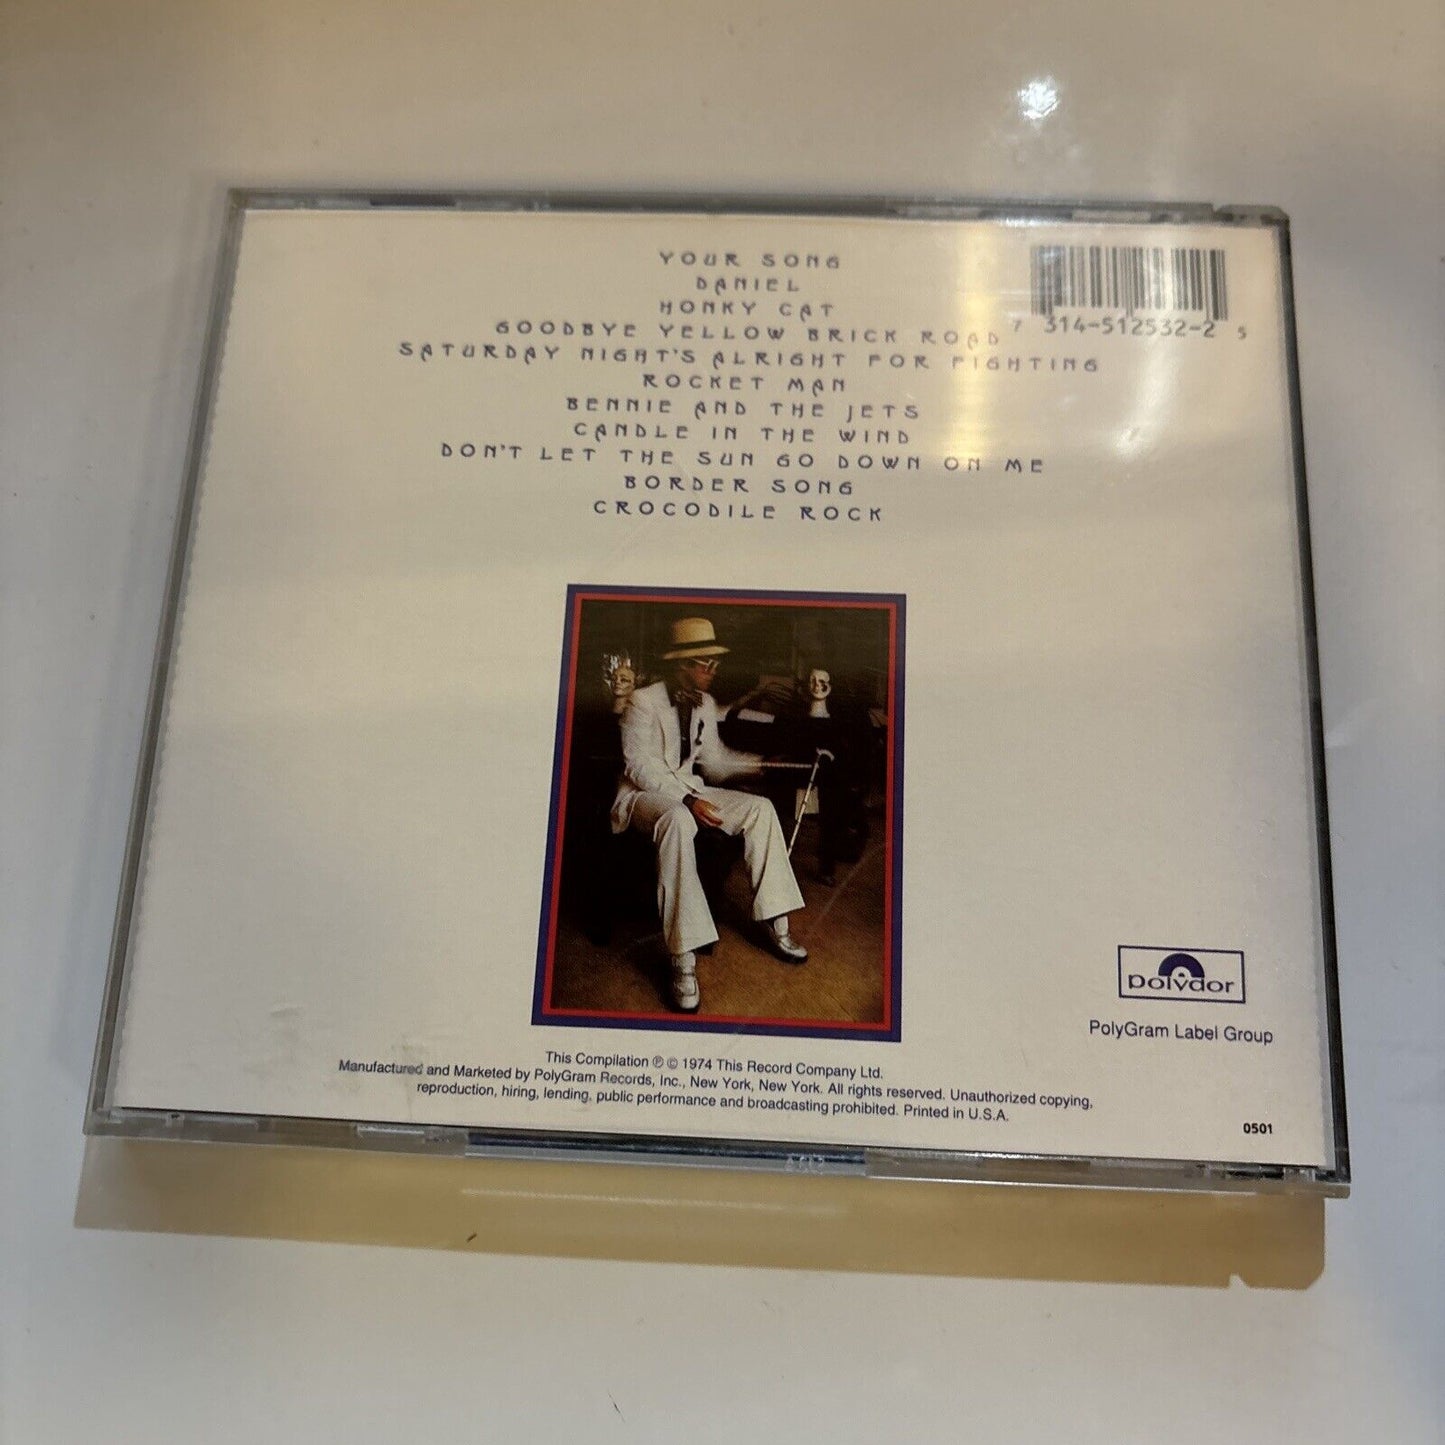 YOUR SONG
DANIEL
HONKY CAT
GOODBYE YELLOW BRICK ROAD
SATURDAY NIGHT'S ALRIGHT FOR FIGHTING
ROCKET MAN
BENNIE AND THE JETS
CANDLE IN THE WIND
DON'T LET THE SUN GO DOWN ON ME
BORDER SONG
CROCODILE ROCK
7 314-512532-2 5
polydor
PolyGram Label Group
This Compilation ℗ © 1974 This Record Company Ltd.
Manufactured and Marketed by PolyGram Records, Inc., New York, New York. All rights reserved. Unauthorized copying,
reproduction, hiring, lending, public performance and broadcasting prohibited. Printed in U.S.A.
0501